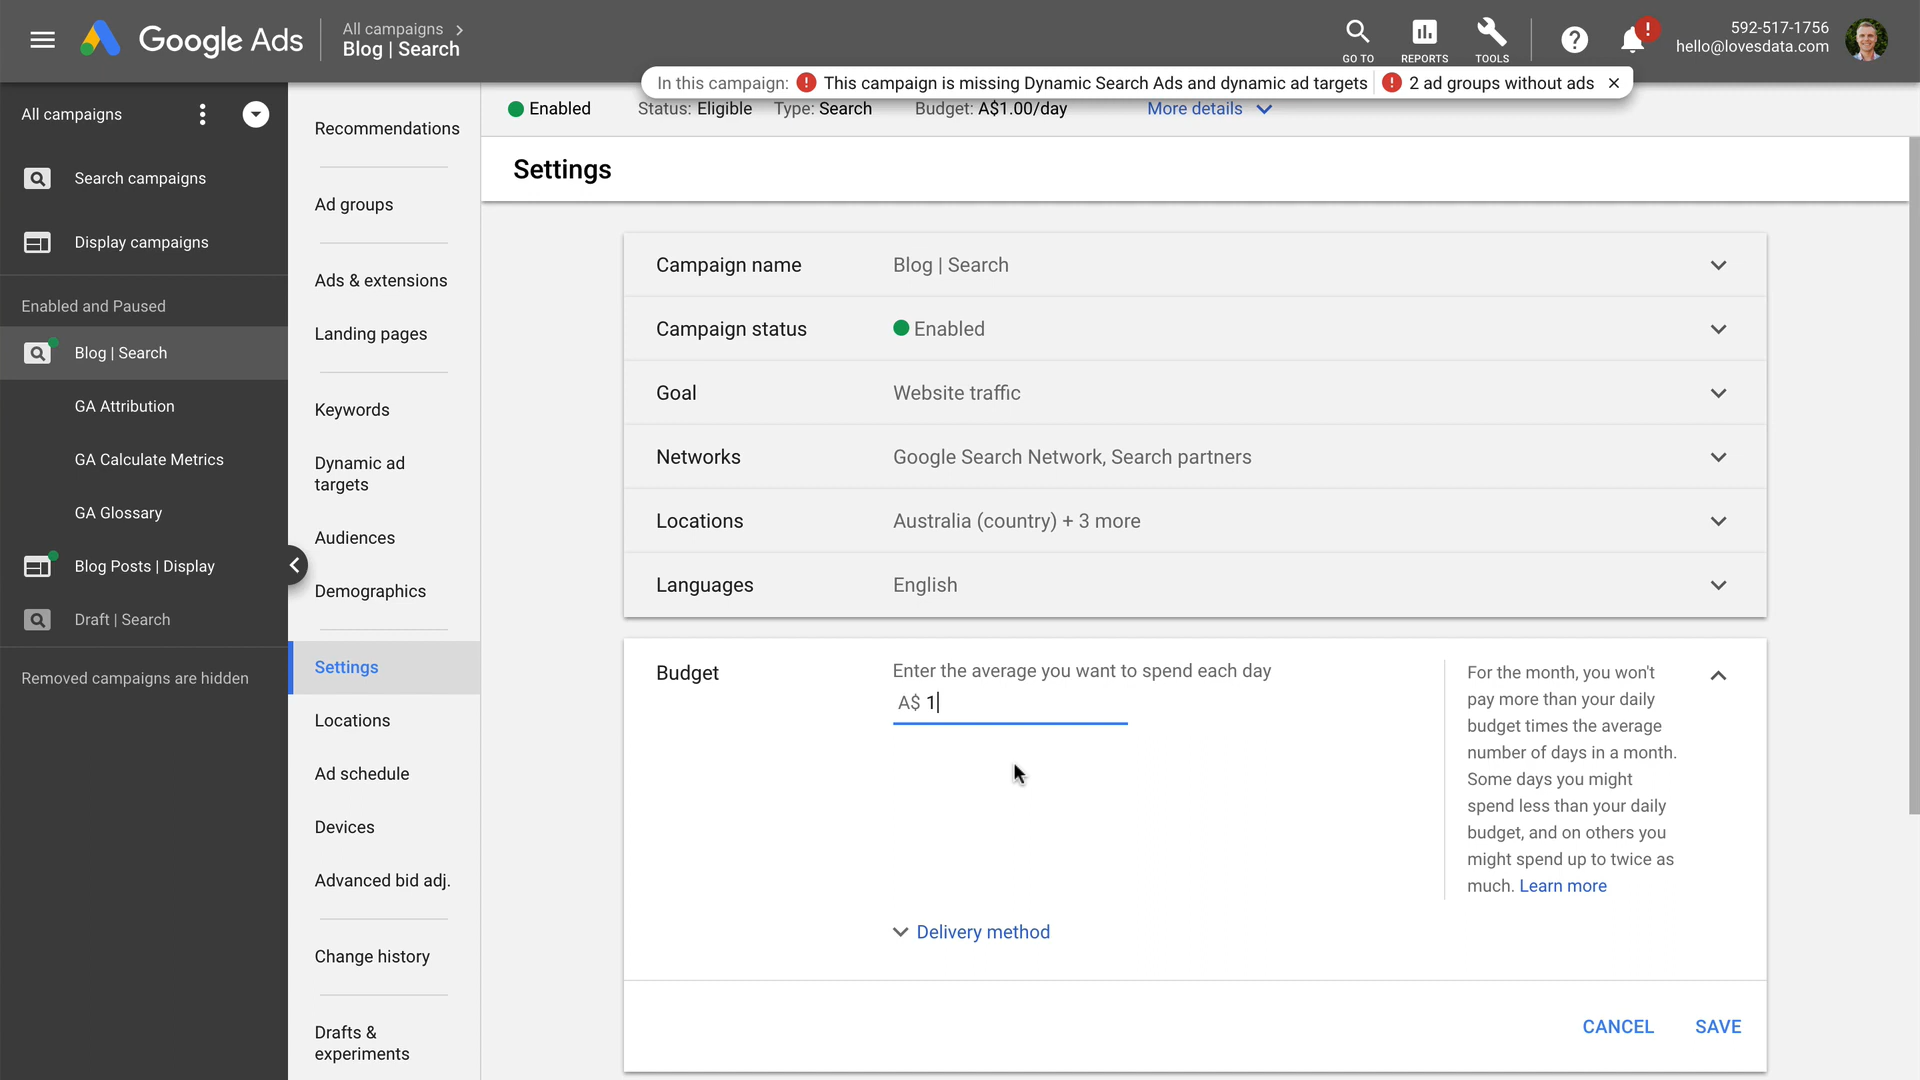 Google Ads
All campaigns
Blog | Search
GO TO
REPORTS
TOOLS
!
592-517-1756
hello@lovesdata.com
In this campaign: ! This campaign is missing Dynamic Search Ads and dynamic ad targets ! 2 ad groups without ads
Enabled Status: Eligible Type: Search Budget: A$1.00/day More details
All campaigns
Search campaigns
Display campaigns
Enabled and Paused
Blog | Search
GA Attribution
GA Calculate Metrics
GA Glossary
Blog Posts | Display
Draft | Search
Removed campaigns are hidden
Recommendations
Ad groups
Ads & extensions
Landing pages
Keywords
Dynamic ad
targets
Audiences
Demographics
Settings
Locations
Ad schedule
Devices
Advanced bid adj.
Change history
Drafts &
experiments
Settings
Campaign name Blog | Search
Campaign status Enabled
Goal Website traffic
Networks Google Search Network, Search partners
Locations Australia (country) + 3 more
Languages English
Budget
Enter the average you want to spend each day
A$ 1
Delivery method
For the month, you won't
pay more than your daily
budget times the average
number of days in a month.
Some days you might
spend less than your daily
budget, and on others you
might spend up to twice as
much. Learn more
CANCEL SAVE